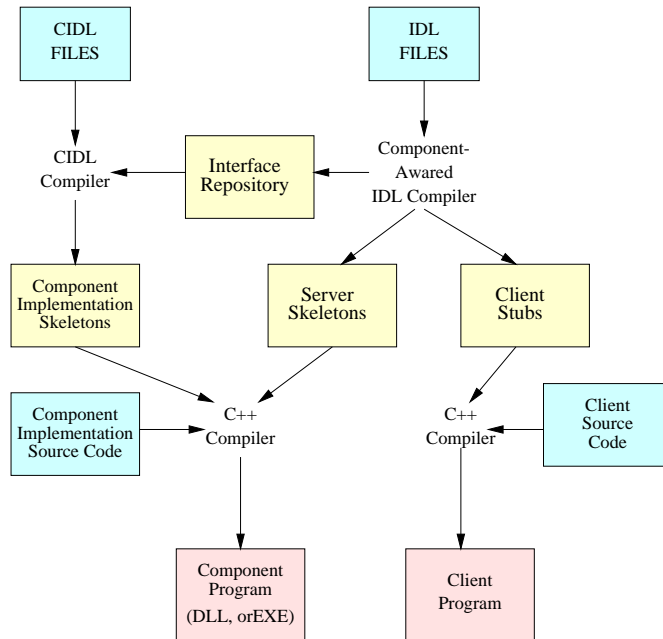 CIDL
FILES
IDL
FILES
CIDL
Compiler
Interface
Repository
Component-
Awared
IDL Compiler
Component
Implementation
Skeletons
Server
Skeletons
Client
Stubs
Component
Implementation
Source Code
C++
Compiler
C++
Compiler
Client
Source
Code
Component
Program
(DLL, orEXE)
Client
Program